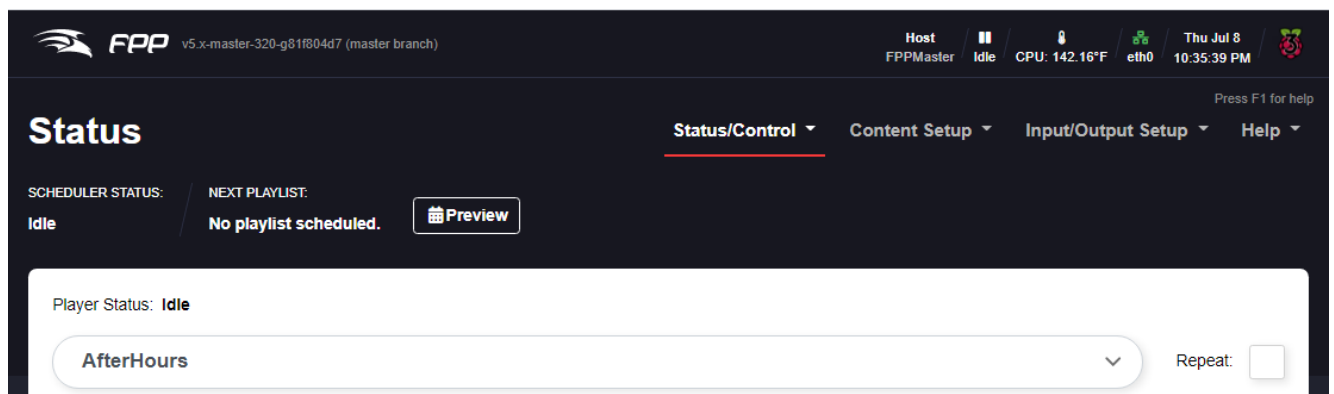 FPP v5.x-master-320-g81f804d7 (master branch)
Host
FPPMaster
Idle
CPU: 142.16°F
eth0
Thu Jul 8
10:35:39 PM
3
Press F1 for help
Status
Status/Control
Content Setup
Input/Output Setup
Help
SCHEDULER STATUS:
Idle
NEXT PLAYLIST:
No playlist scheduled.
Preview
Player Status: Idle
AfterHours
Repeat: